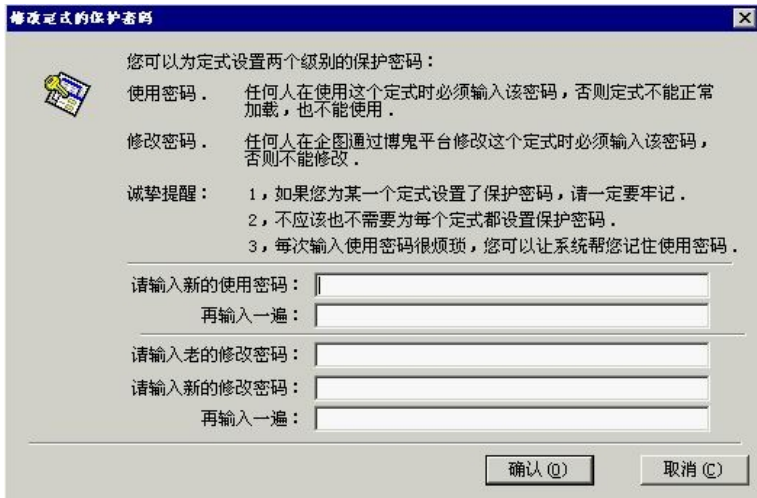 修改定式的保护密码
您可以为定式设置两个级别的保护密码：
使用密码． 任何人在使用这个定式时必须输入该密码，否则定式不能正常
加载，也不能使用．
修改密码． 任何人在企图通过博鬼平台修改这个定式时必须输入该密码，
否则不能修改．
诚挚提醒： 1，如果您为某一个定式设置了保护密码，请一定要牢记．
2，不应该也不需要为每个定式都设置保护密码．
3，每次输入使用密码很烦琐，您可以让系统帮您记住使用密码．
请输入新的使用密码：
再输入一遍：
请输入老的修改密码：
请输入新的修改密码：
再输入一遍：
确认(O) 取消(C)